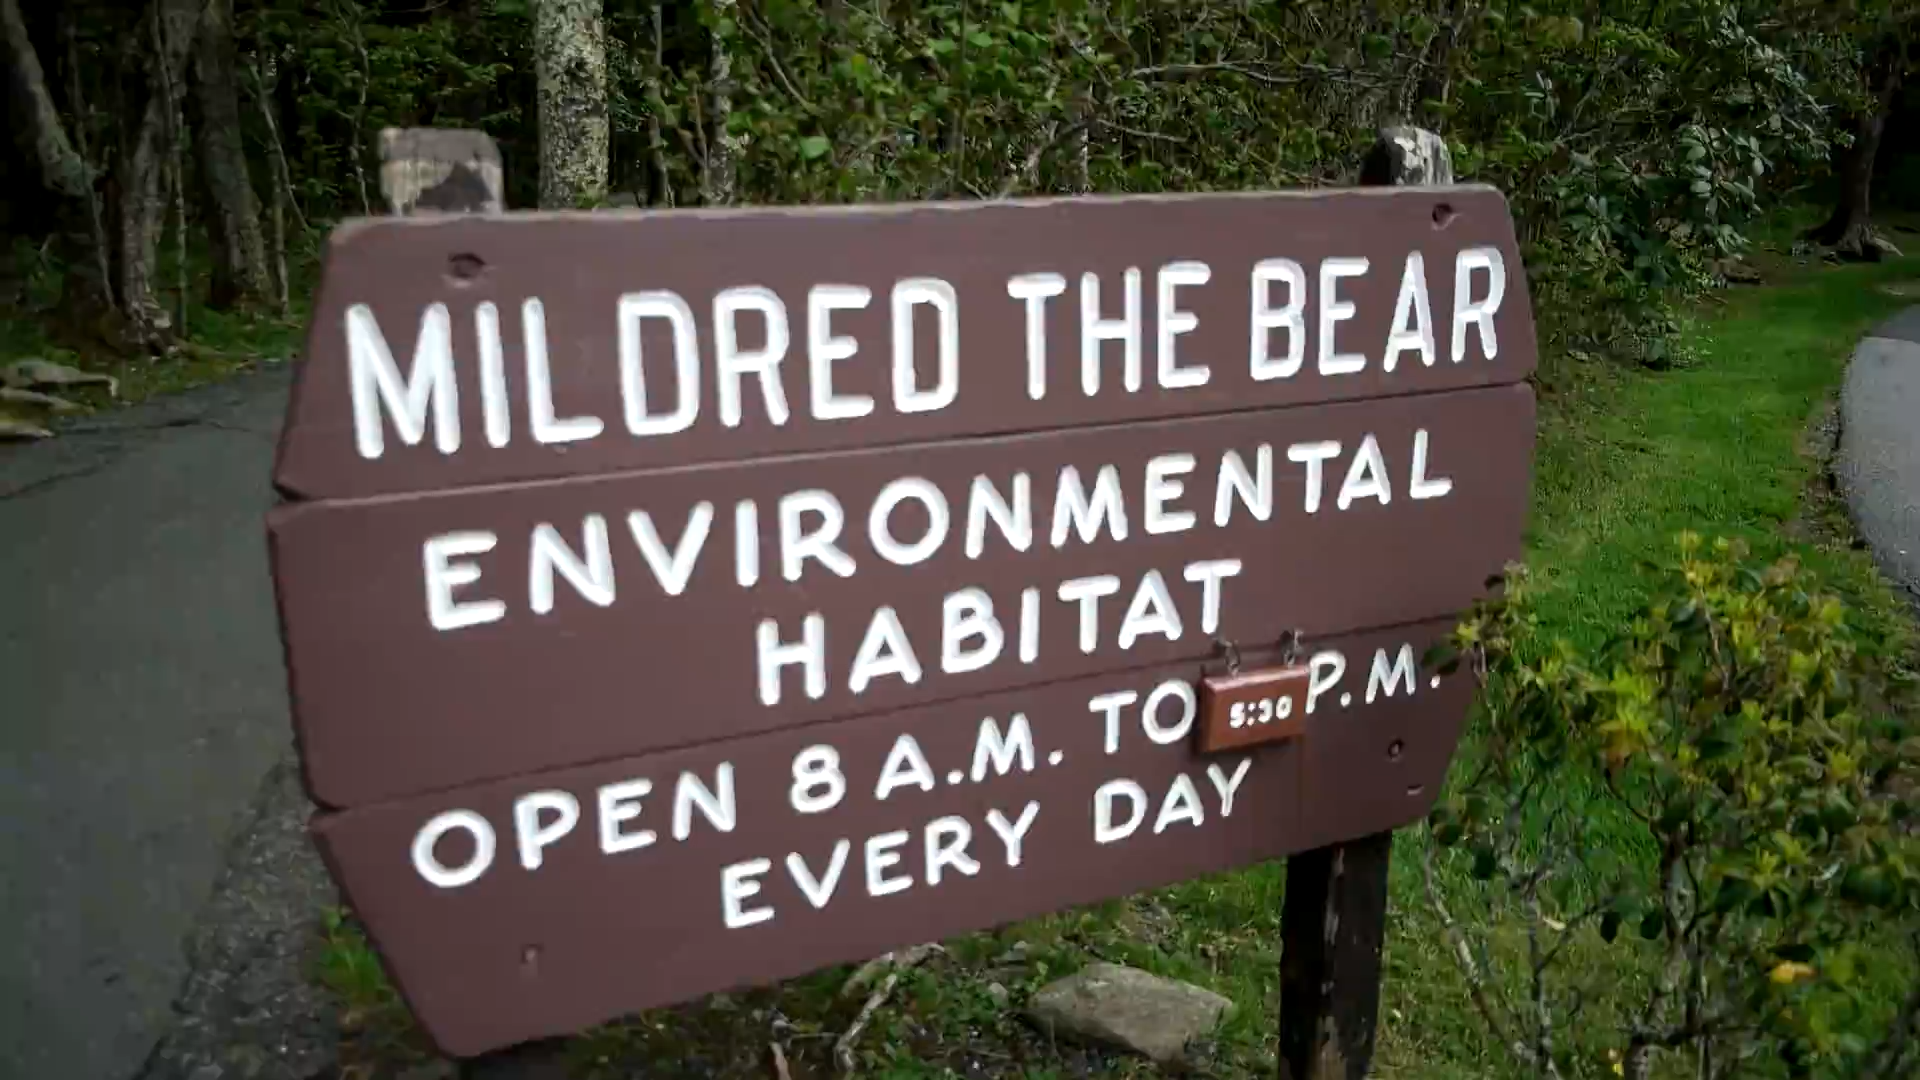 MILDRED THE BEAR
ENVIRONMENTAL
HABITAT
OPEN 8 A.M. TO 5:30 P.M.
EVERY DAY